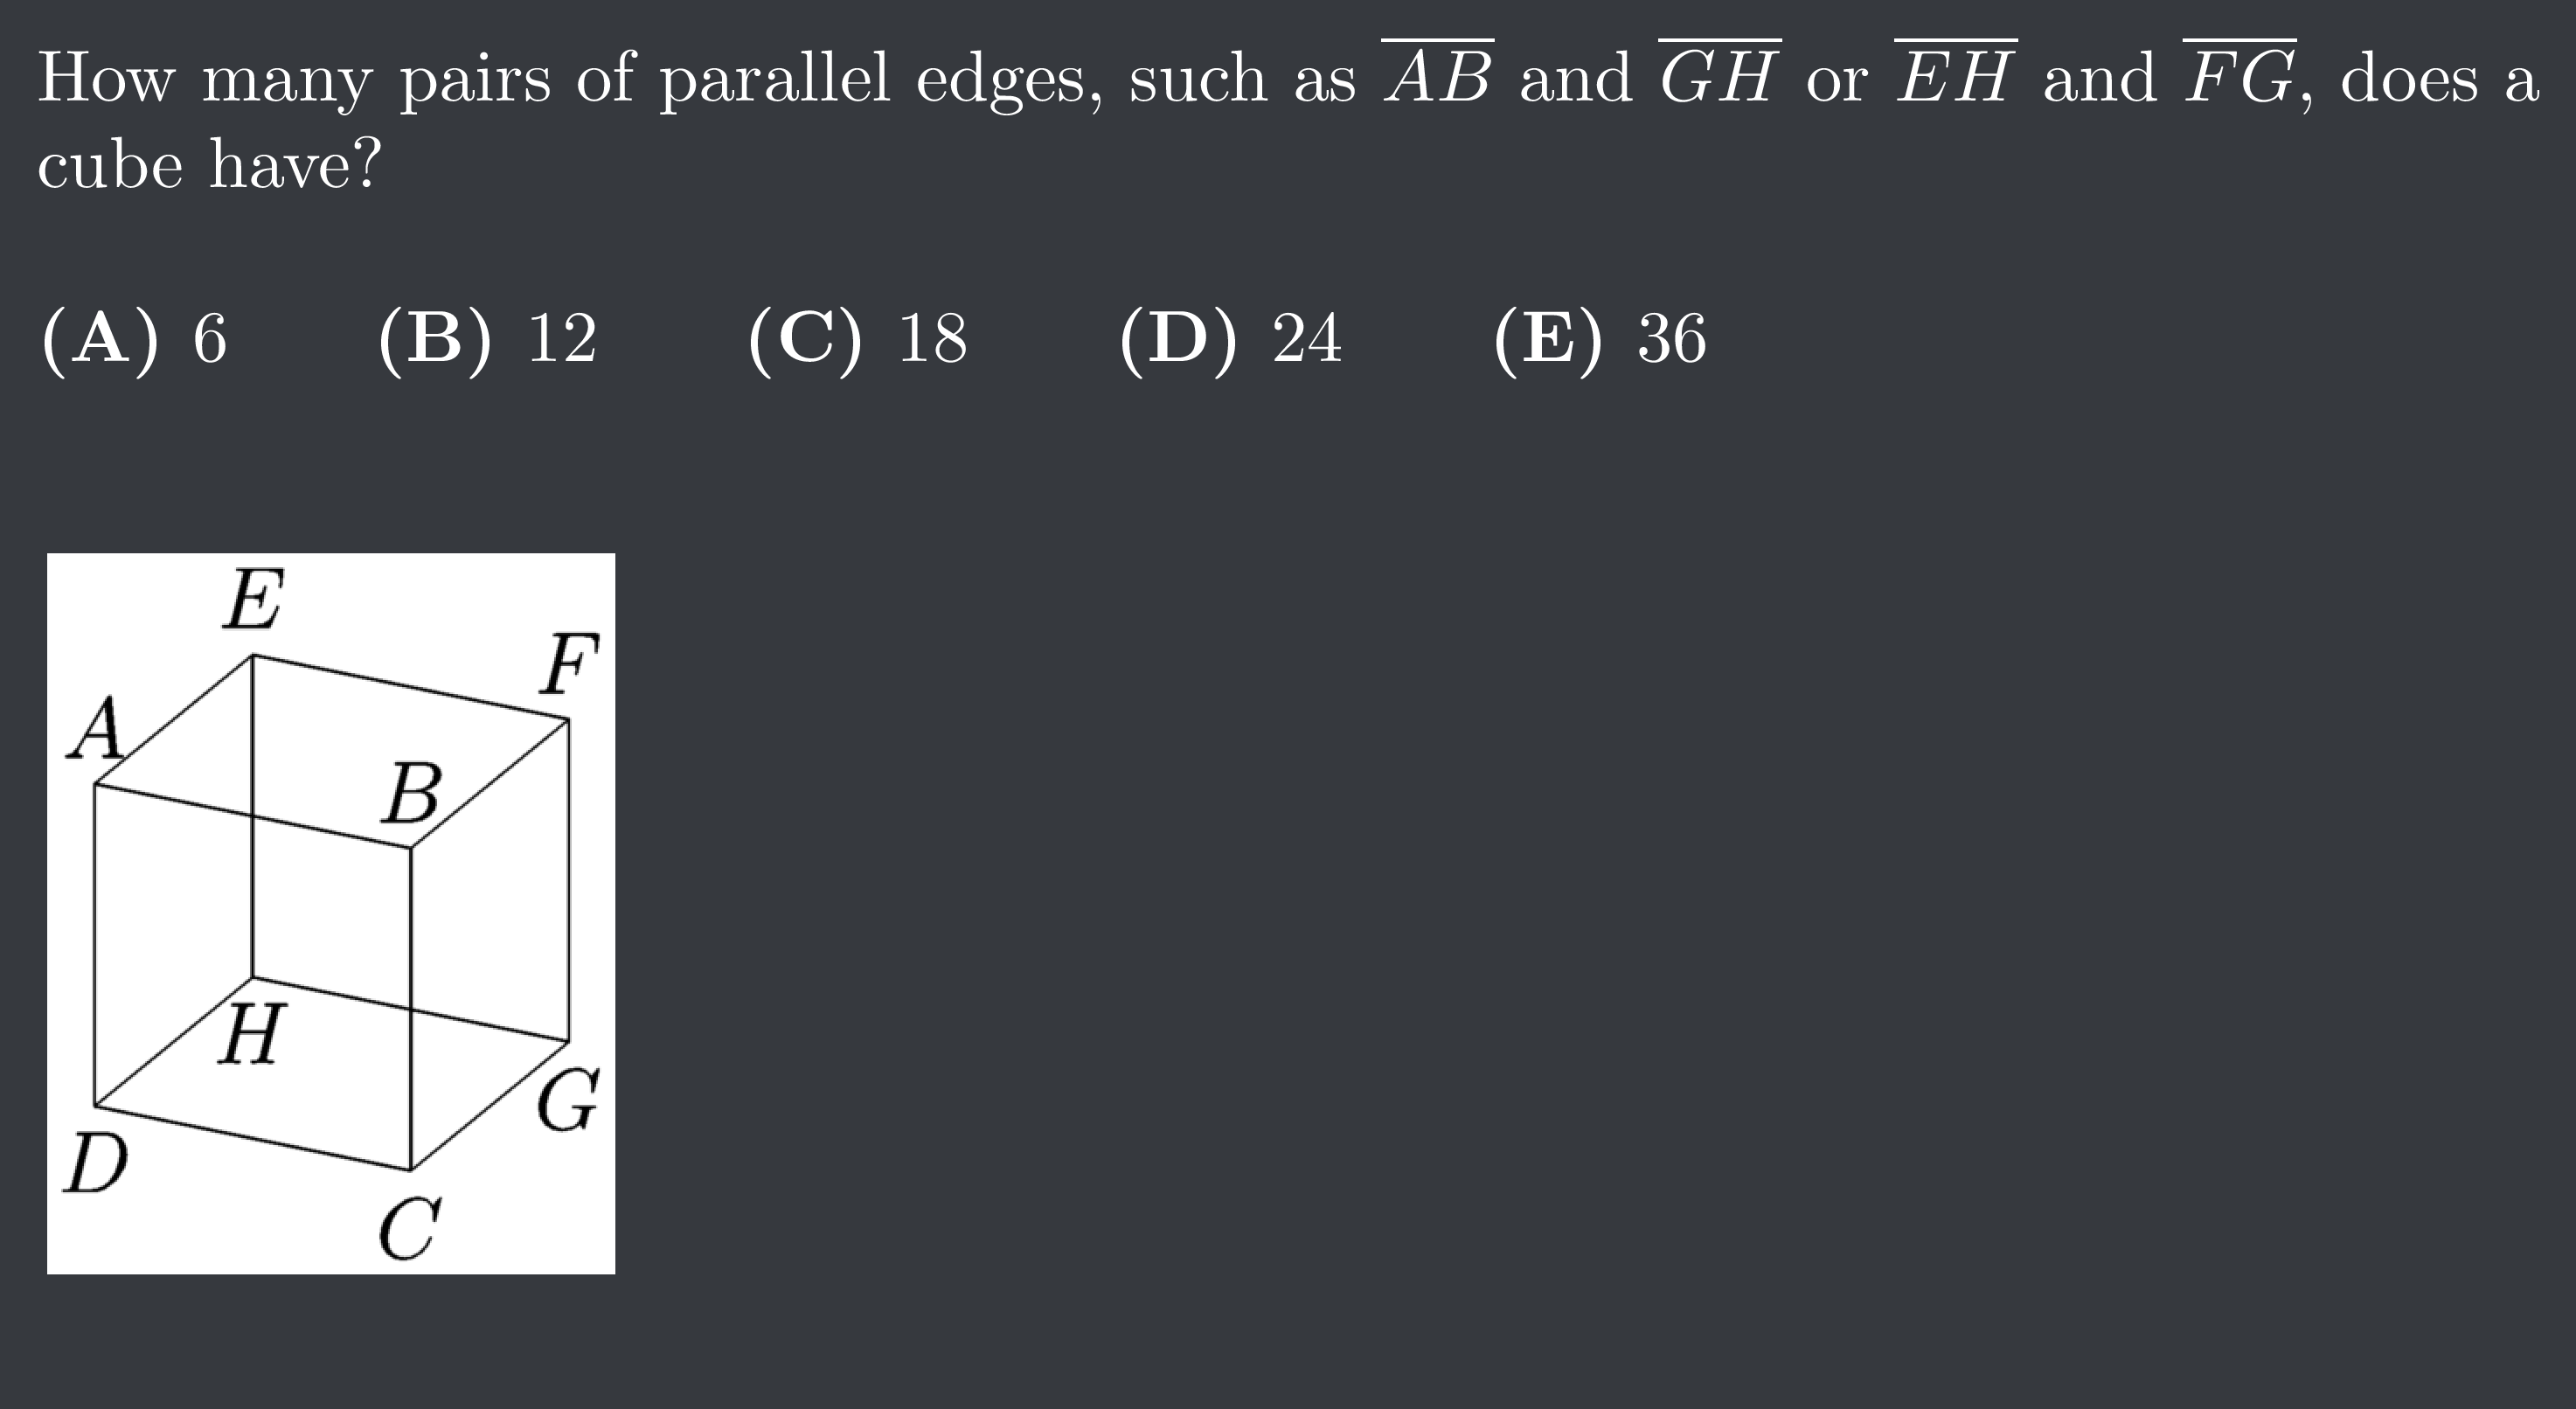 How many pairs of parallel edges, such as $\overline{AB}$ and $\overline{GH}$ or $\overline{EH}$ and $\overline{FG}$, does a
cube have?
(A) 6 (B) 12 (C) 18 (D) 24 (E) 36
E
F
A
B
H
G
D
C